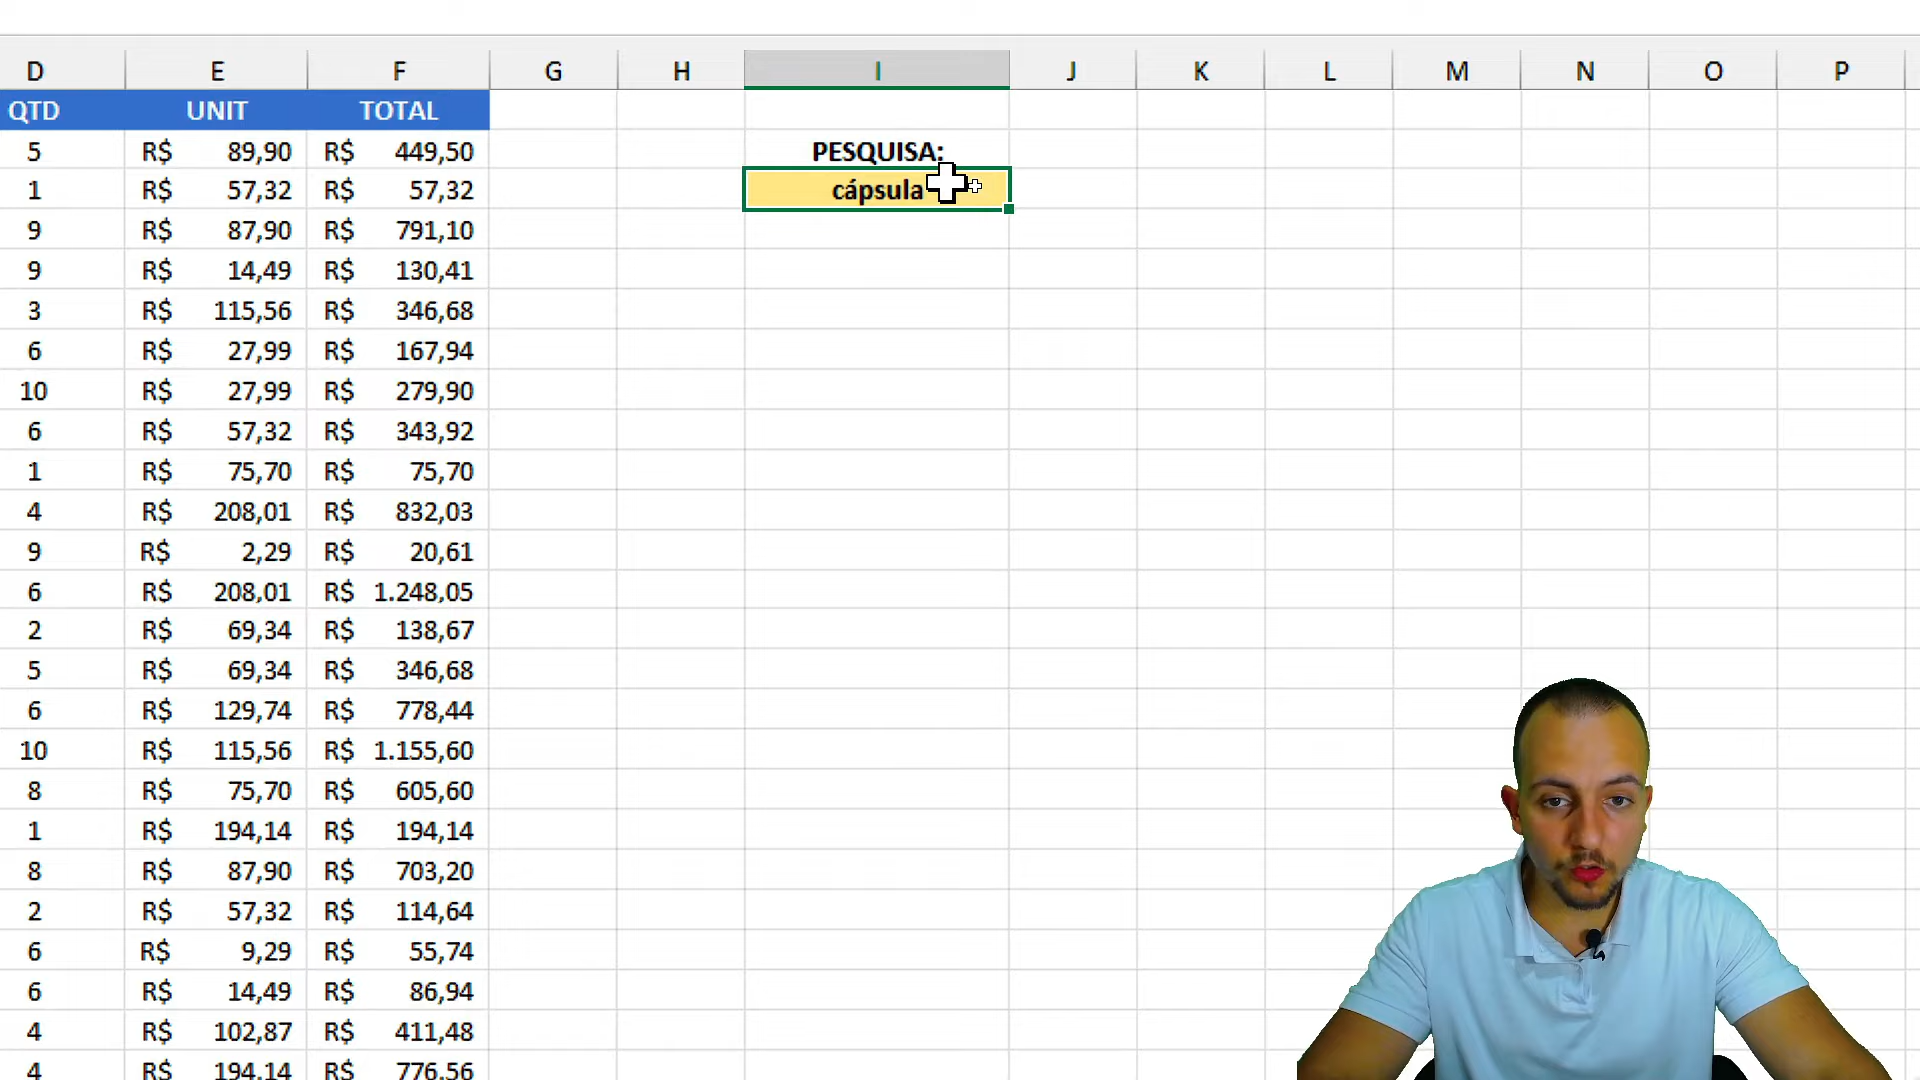 D E F G H I J K L M N O P
QTD UNIT TOTAL
5 R$ 89,90 R$ 449,50 PESQUISA:
1 R$ 57,32 R$ 57,32 cápsula
9 R$ 87,90 R$ 791,10
9 R$ 14,49 R$ 130,41
3 R$ 115,56 R$ 346,68
6 R$ 27,99 R$ 167,94
10 R$ 27,99 R$ 279,90
6 R$ 57,32 R$ 343,92
1 R$ 75,70 R$ 75,70
4 R$ 208,01 R$ 832,03
9 R$ 2,29 R$ 20,61
6 R$ 208,01 R$ 1.248,05
2 R$ 69,34 R$ 138,67
5 R$ 69,34 R$ 346,68
6 R$ 129,74 R$ 778,44
10 R$ 115,56 R$ 1.155,60
8 R$ 75,70 R$ 605,60
1 R$ 194,14 R$ 194,14
8 R$ 87,90 R$ 703,20
2 R$ 57,32 R$ 114,64
6 R$ 9,29 R$ 55,74
6 R$ 14,49 R$ 86,94
4 R$ 102,87 R$ 411,48
4 R$ 194,14 R$ 776,56